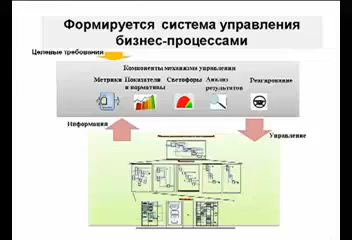 Формируется система управления
бизнес-процессами
Целевые требования
Компоненты механизма управления
Метрики
Показатели
и нормативы
Светофоры
Анализ
результатов
Реагирование
Информация
Управление